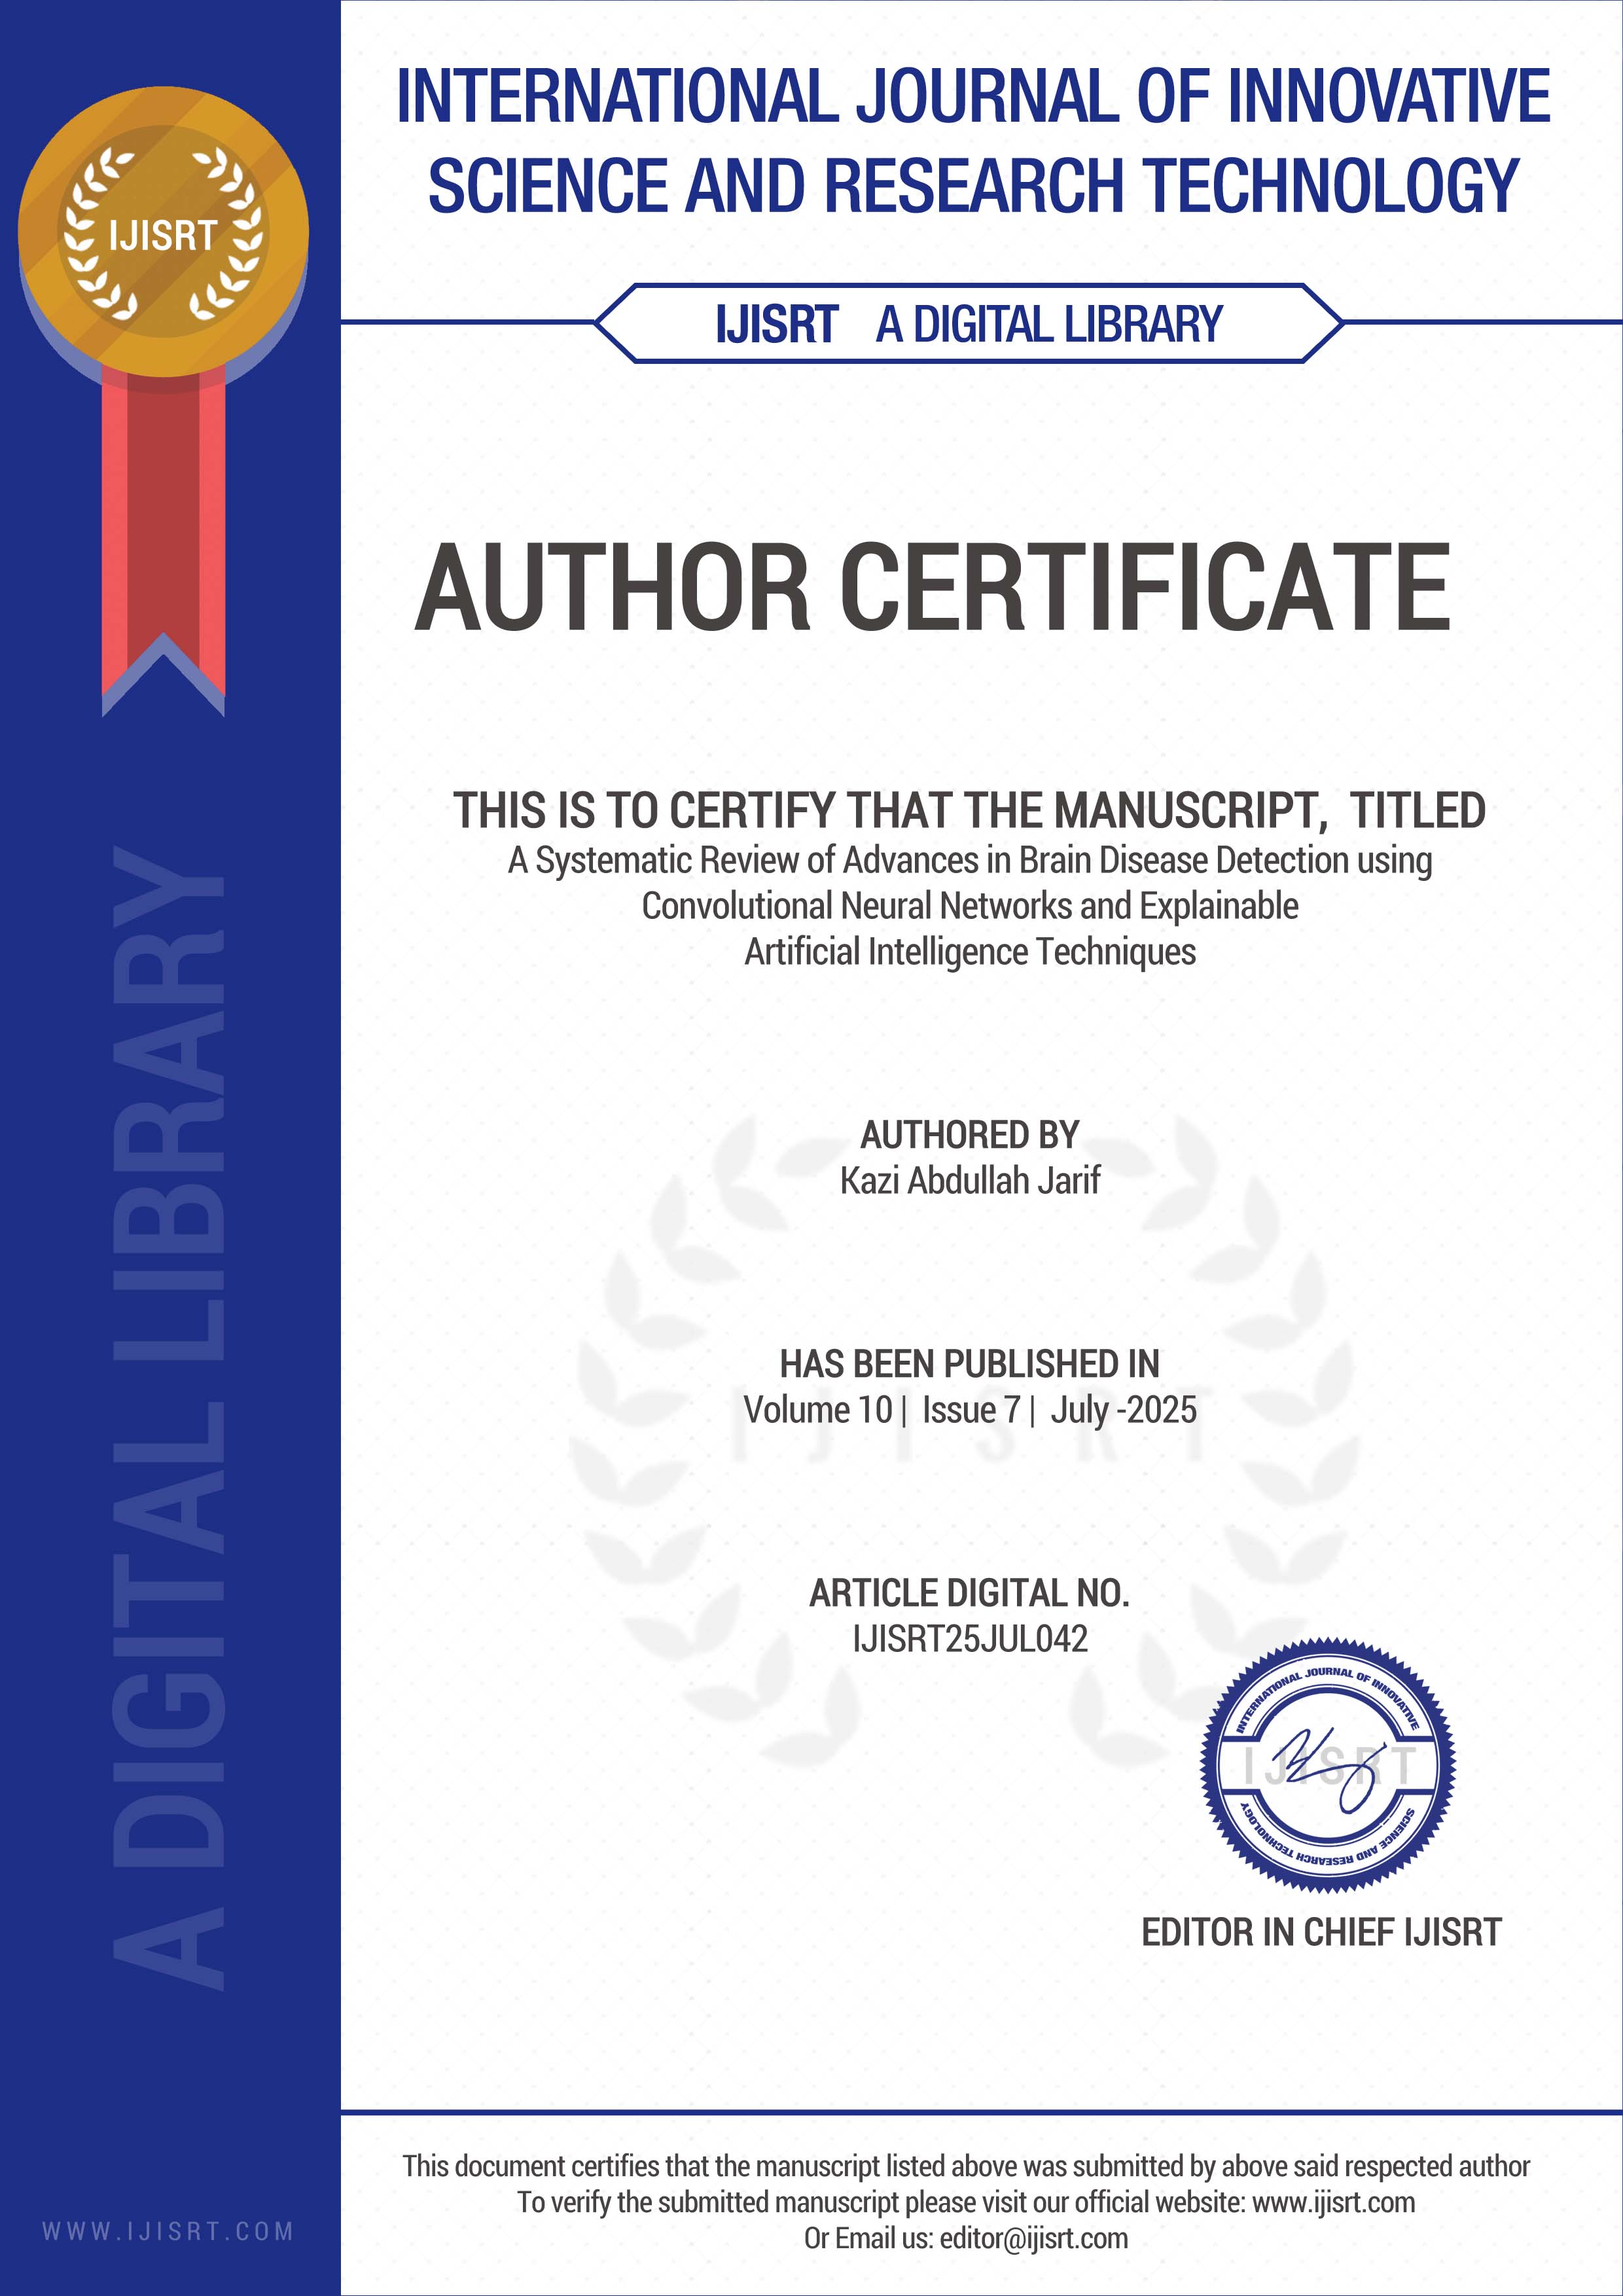 INTERNATIONAL JOURNAL OF INNOVATIVE
SCIENCE AND RESEARCH TECHNOLOGY
IJISRT
IJISRT A DIGITAL LIBRARY
AUTHOR CERTIFICATE
THIS IS TO CERTIFY THAT THE MANUSCRIPT, TITLED
A Systematic Review of Advances in Brain Disease Detection using
Convolutional Neural Networks and Explainable
Artificial Intelligence Techniques
A DIGITAL LIBRARY
AUTHORED BY
Kazi Abdullah Jarif
HAS BEEN PUBLISHED IN
Volume 10 | Issue 7 | July -2025
IJISRT
ARTICLE DIGITAL NO.
IJISRT25JUL042
INTERNATIONAL JOURNAL OF INNOVATIVE
IJISRT
SCIENCE AND RESEARCH TECHNOLOGY
EDITOR IN CHIEF IJISRT
This document certifies that the manuscript listed above was submitted by above said respected author
To verify the submitted manuscript please visit our official website: www.ijisrt.com
Or Email us: editor@ijisrt.com
WWW.IJISRT.COM